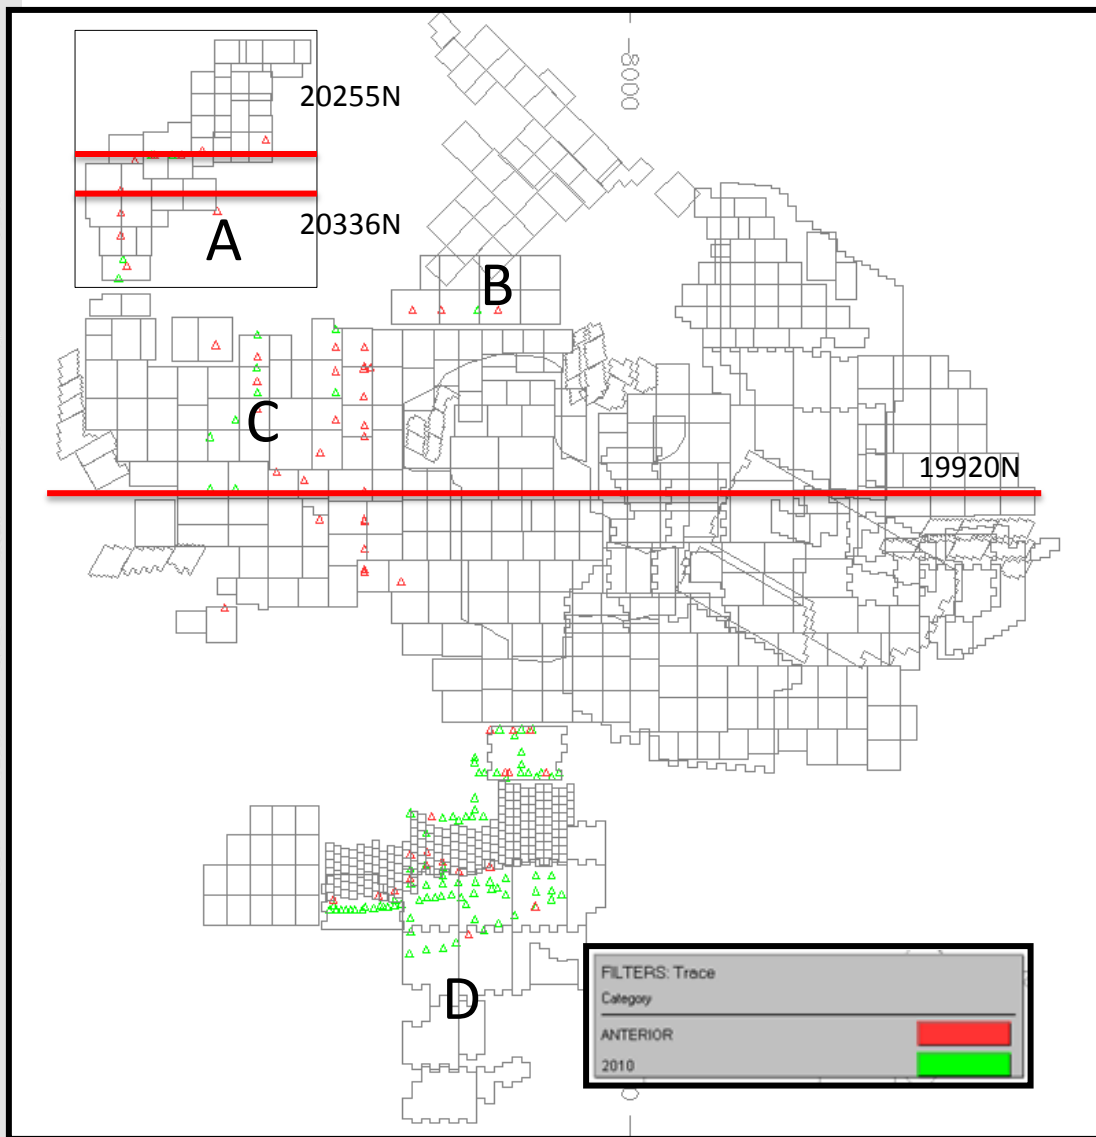 8000
20255N
20336N
A
B
C
19920N
D
FILTERS: Trace
Category
ANTERIOR
2010